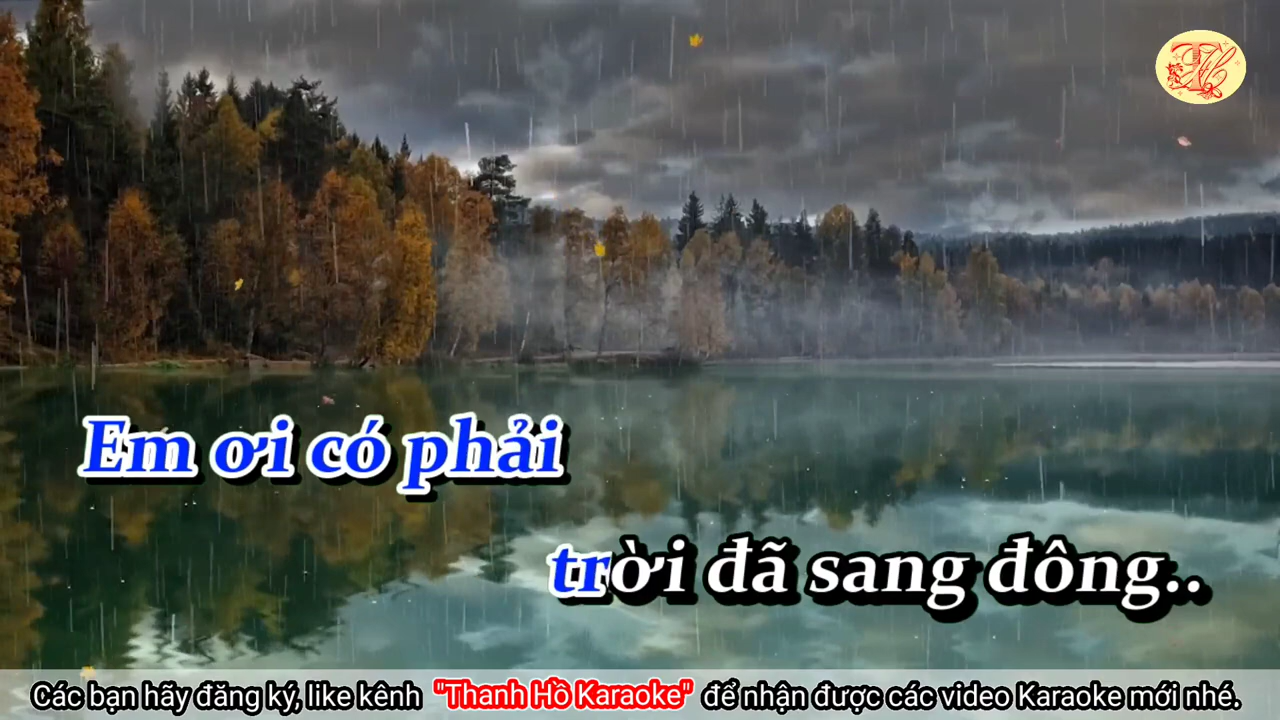 TH
Em ơi có phải
trời đã sang đông..
Các bạn hãy đăng ký, like kênh "Thanh Hồ Karaoke" để nhận được các video Karaoke mới nhé.